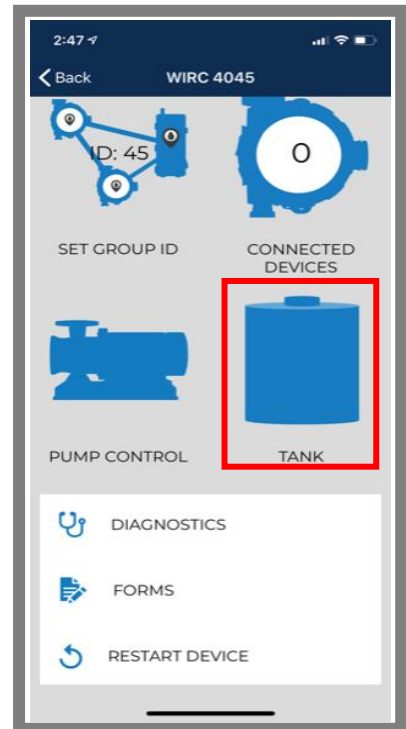 2:47
Back WIRC 4045
ID: 45 0
SET GROUP ID CONNECTED
DEVICES
PUMP CONTROL TANK
DIAGNOSTICS
FORMS
RESTART DEVICE